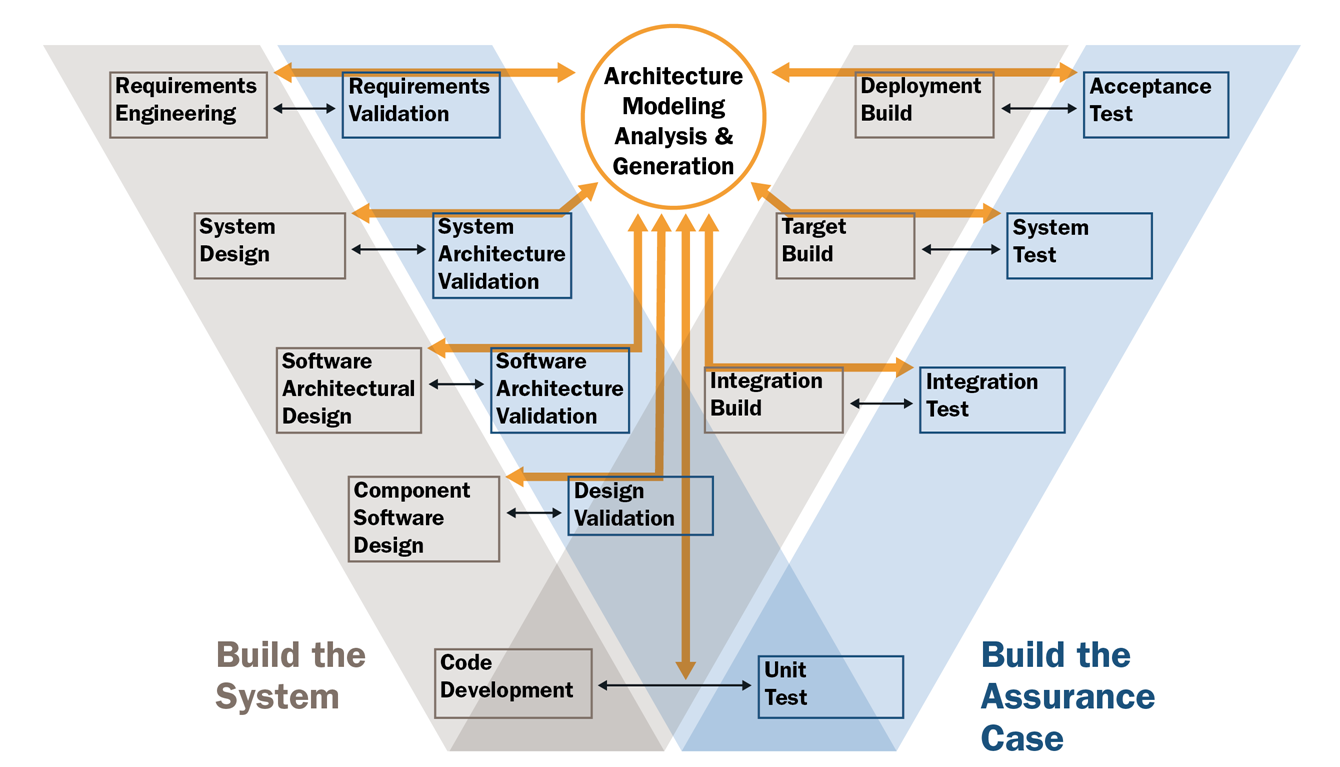 Architecture
Modeling
Analysis &
Generation
Requirements
Engineering
Requirements
Validation
Deployment
Build
Acceptance
Test
System
Design
System
Architecture
Validation
Target
Build
System
Test
Software
Architectural
Design
Software
Architecture
Validation
Integration
Build
Integration
Test
Component
Software
Design
Design
Validation
Build the
System
Code
Development
Unit
Test
Build the
Assurance
Case